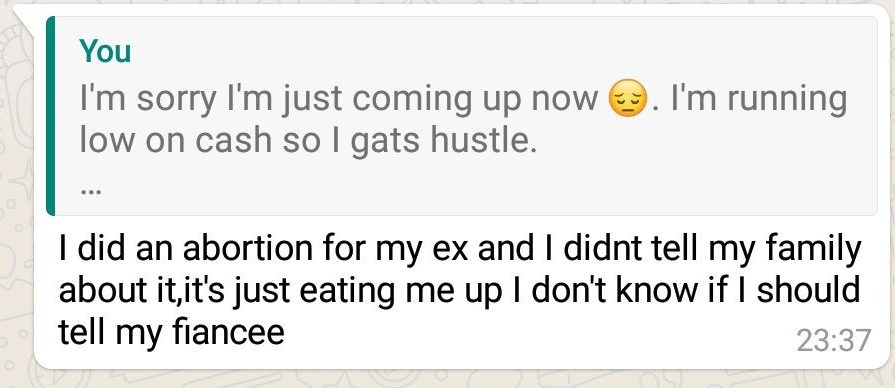 You
I'm sorry I'm just coming up now 😔. I'm running
low on cash so I gats hustle.
...
I did an abortion for my ex and I didnt tell my family
about it,it's just eating me up I don't know if I should
tell my fiancee
23:37